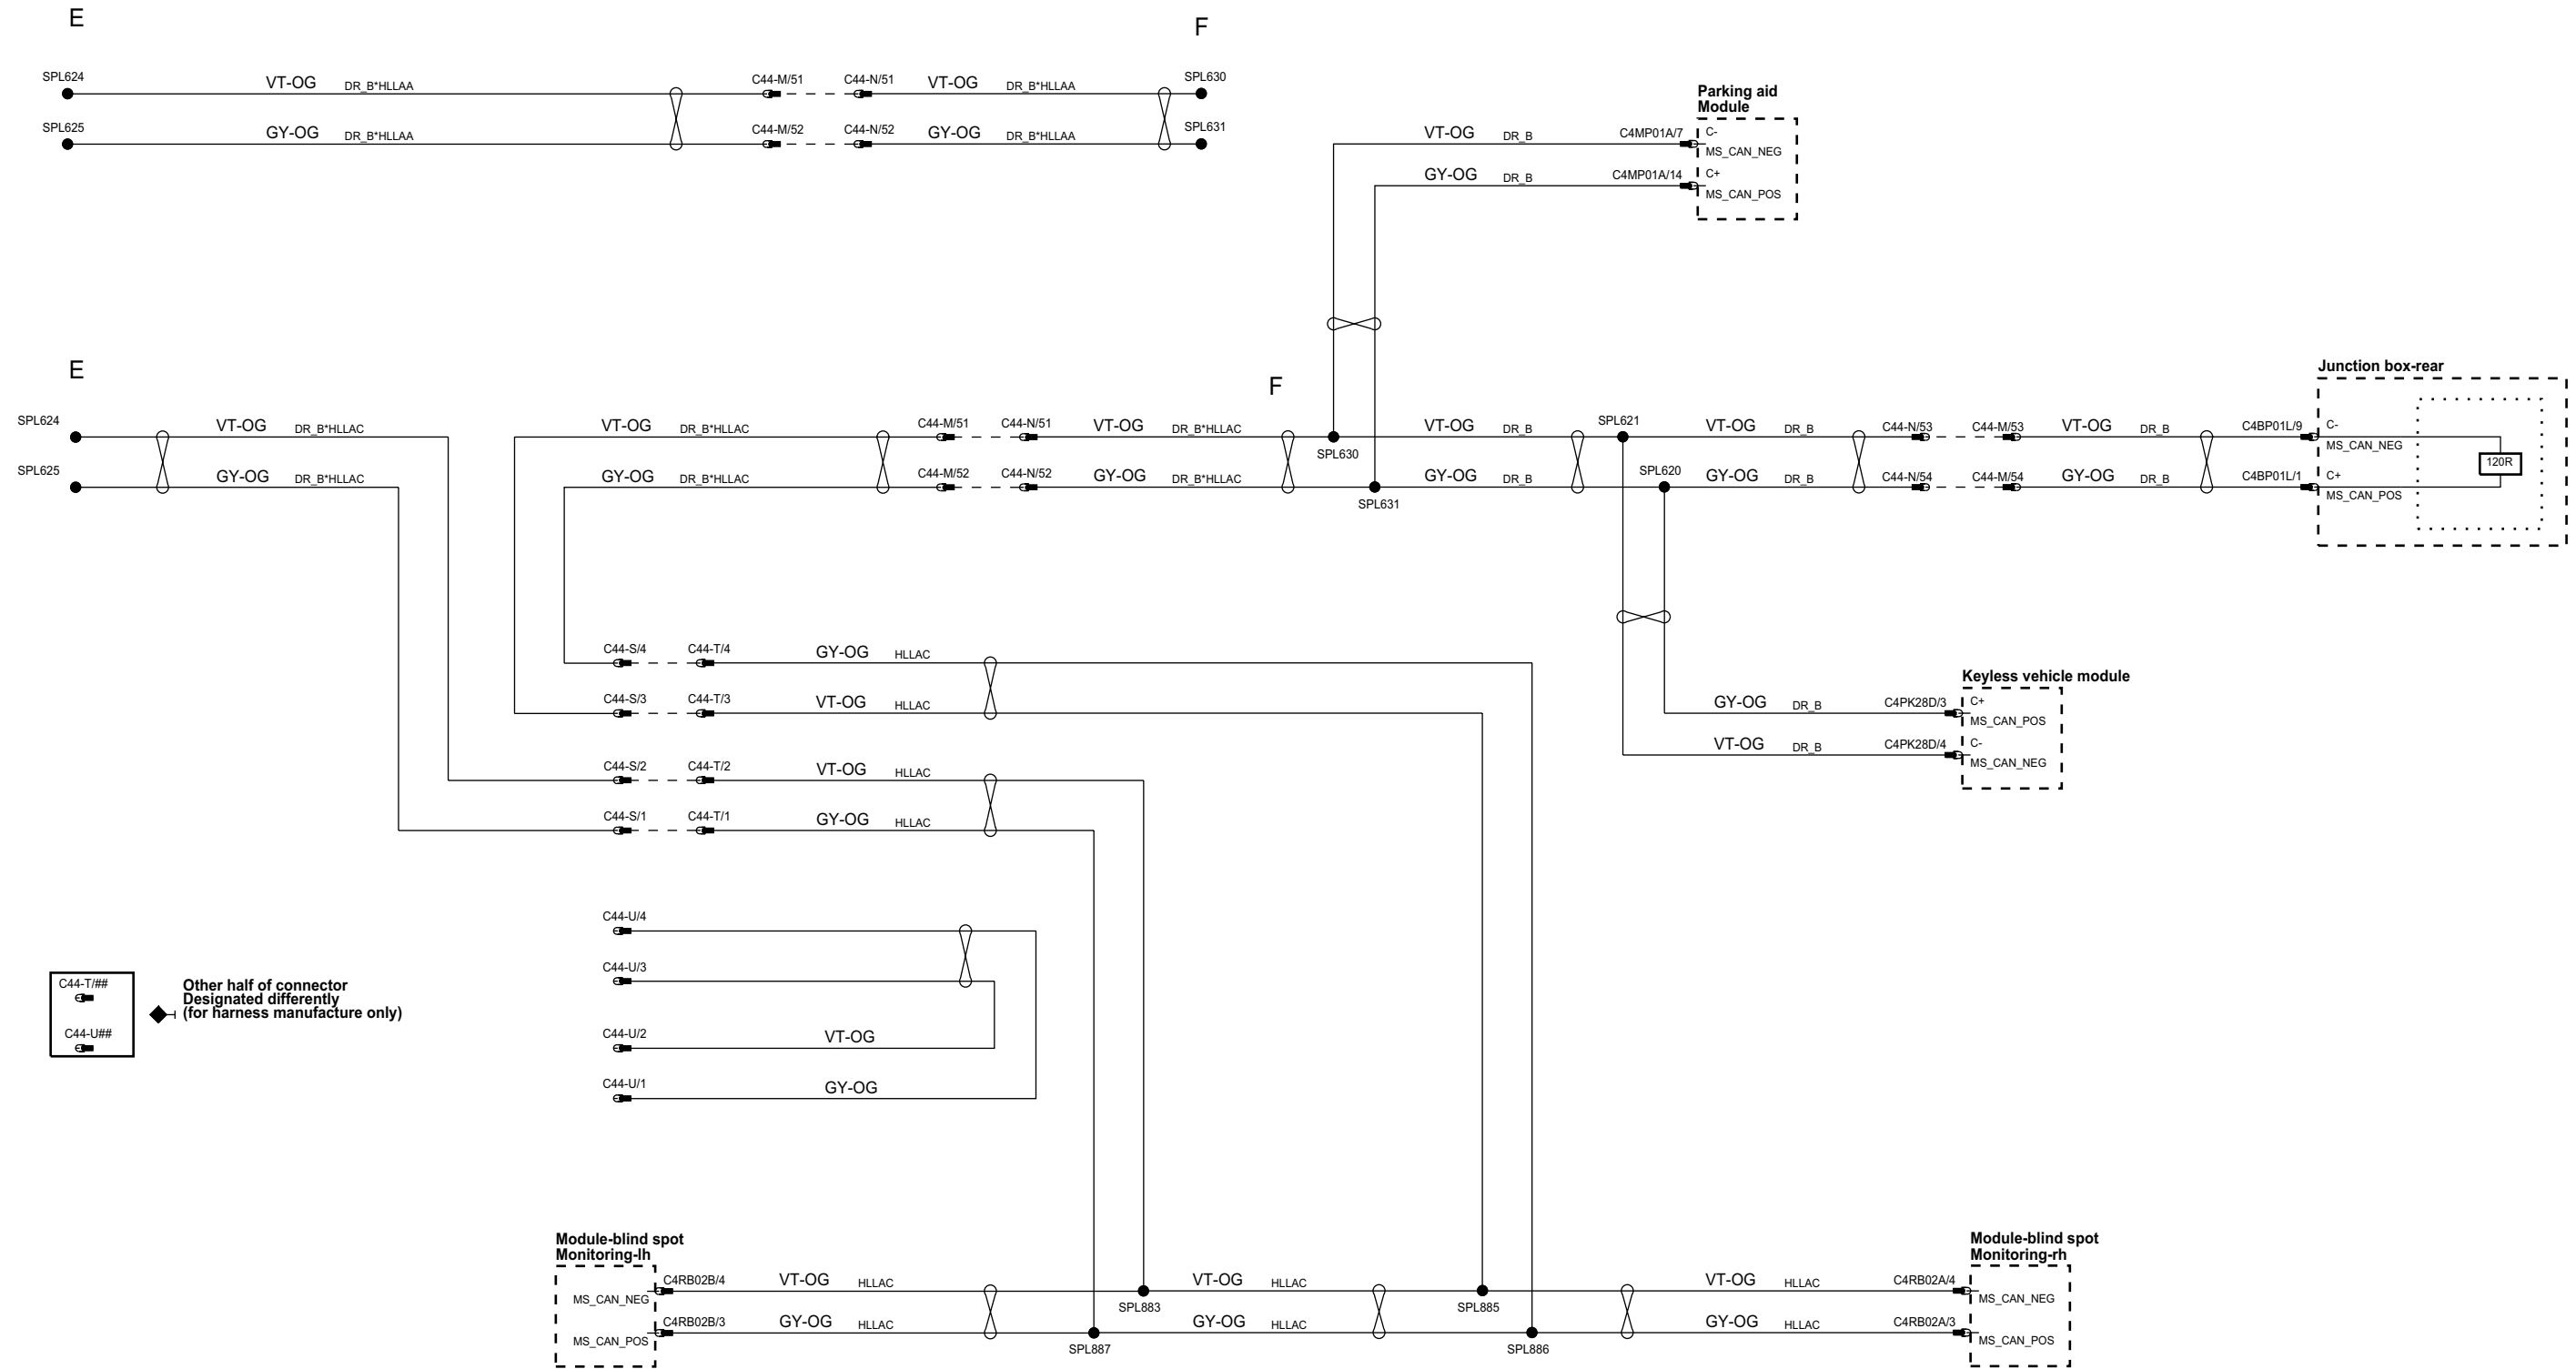 E
F
SPL624
VT-OG DR_B*HLLAA
C44-M/51 C44-N/51
VT-OG DR_B*HLLAA
SPL630
SPL625
GY-OG DR_B*HLLAA
C44-M/52 C44-N/52
GY-OG DR_B*HLLAA
SPL631
Parking aid
Module
VT-OG DR_B C4MP01A/7 C-
MS_CAN_NEG
GY-OG DR_B C4MP01A/14 C+
MS_CAN_POS
E
F
Junction box-rear
SPL624
VT-OG DR_B*HLLAC
VT-OG DR_B*HLLAC
C44-M/51 C44-N/51
VT-OG DR_B*HLLAC
SPL630
VT-OG DR_B
SPL621
VT-OG DR_B
C44-N/53 C44-M/53
VT-OG DR_B
C4BP01L/9 C-
MS_CAN_NEG
120R
SPL625
GY-OG DR_B*HLLAC
GY-OG DR_B*HLLAC
C44-M/52 C44-N/52
GY-OG DR_B*HLLAC
SPL631
GY-OG DR_B
SPL620
GY-OG DR_B
C44-N/54 C44-M/54
GY-OG DR_B
C4BP01L/1 C+
MS_CAN_POS
C44-S/4 C44-T/4 GY-OG HLLAC
C44-S/3 C44-T/3 VT-OG HLLAC
Keyless vehicle module
GY-OG DR_B C4PK28D/3 C+
MS_CAN_POS
VT-OG DR_B C4PK28D/4 C-
MS_CAN_NEG
C44-S/2 C44-T/2 VT-OG HLLAC
C44-S/1 C44-T/1 GY-OG HLLAC
C44-U/4
C44-U/3
C44-U/2 VT-OG
C44-U/1 GY-OG
C44-T/##
C44-U##
Other half of connector
Designated differently
(for harness manufacture only)
Module-blind spot
Monitoring-lh
MS_CAN_NEG C4RB02B/4 VT-OG HLLAC
SPL883
VT-OG HLLAC
SPL885
VT-OG HLLAC C4RB02A/4
MS_CAN_POS C4RB02B/3 GY-OG HLLAC
SPL887
GY-OG HLLAC
SPL886
GY-OG HLLAC C4RB02A/3
Module-blind spot
Monitoring-rh
MS_CAN_NEG
MS_CAN_POS